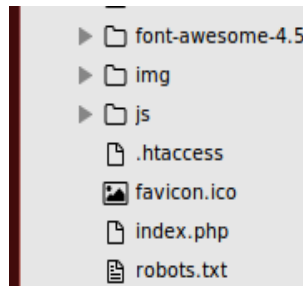 font-awesome-4.5
img
js
.htaccess
favicon.ico
index.php
robots.txt